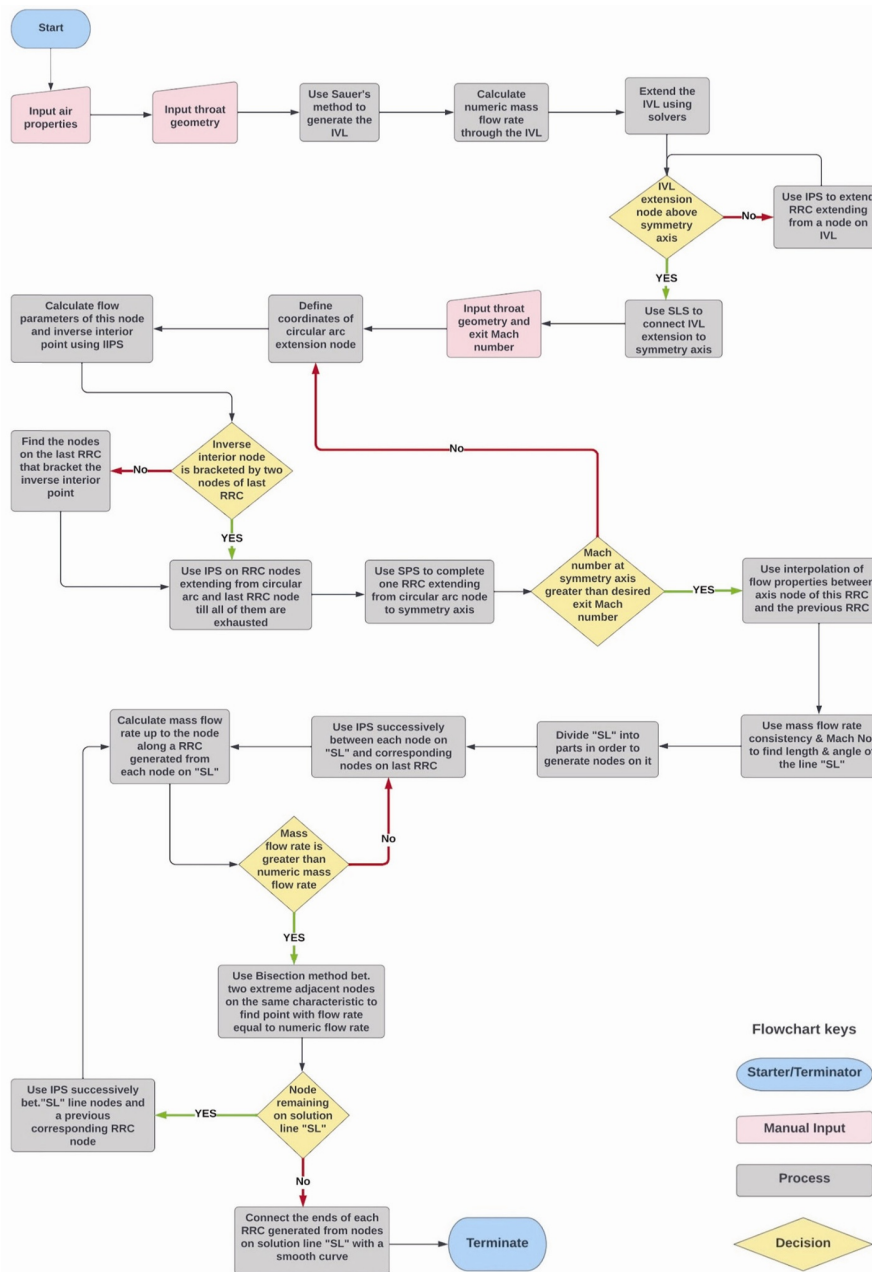 Start
Input air
properties
Input throat
geometry
Use Sauer's
method to
generate the
IVL
Calculate
numeric mass
flow rate
through the IVL
Extend the
IVL using
solvers
IVL
extension
node above
symmetry
axis
No
Use IPS to extend
RRC extending
from a node on
IVL
YES
Use SLS to
connect IVL
extension to
symmetry axis
Input throat
geometry and
exit Mach
number
Define
coordinates of
circular arc
extension node
Calculate flow
parameters of this
node and inverse
interior point
using IIPS
Inverse
interior node
is bracketed by two
nodes of last
RRC
No
Find the nodes
on the last RRC
that bracket the
inverse interior
point
YES
Use IPS on RRC nodes
extending from circular
arc and last RRC node
till all of them are
exhausted
Use SPS to complete
one RRC extending
from circular arc node
to symmetry axis
Mach
number at
symmetry axis
greater than desired
exit Mach
number
No
YES
Use interpolation of
flow properties between
axis node of this RRC
and the previous RRC
Use mass flow rate
consistency & Mach No
to find length & angle of
the line "SL"
Divide "SL" into
parts in order to
generate nodes on it
Use IPS successively
between each node on
"SL" and corresponding
nodes on last RRC
Calculate mass flow
rate up to the node
along a RRC
generated from
each node on "SL"
Mass
flow rate is
greater than
numeric mass
flow rate
No
YES
Use Bisection method bet.
two extreme adjacent nodes
on the same characteristic to
find point with flow rate
equal to numeric flow rate
Node
remaining
on solution
line "SL"
YES
Use IPS successively
bet."SL" line nodes and
a previous
corresponding RRC
node
No
Connect the ends of each
RRC generated from nodes
on solution line "SL" with a
smooth curve
Terminate
Flowchart keys
Starter/Terminator
Manual Input
Process
Decision